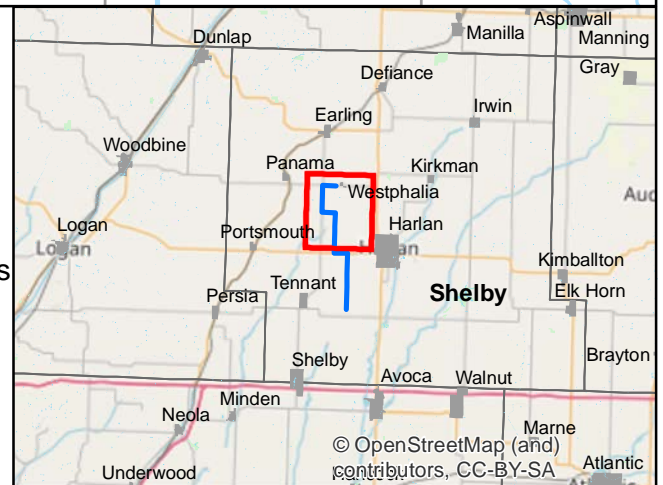 Aspinwall
Manilla
Manning
Dunlap
Gray
Defiance
Irwin
Earling
Woodbine
Panama
Kirkman
Westphalia
Logan
Logan
Portsmouth
Harlan
s
Kimballton
Tennant
Shelby
Elk Horn
Persia
Shelby
Brayton
Avoca
Walnut
Minden
Neola
Marne
© OpenStreetMap (and)
contributors, CC-BY-SA
Atlantic
Underwood